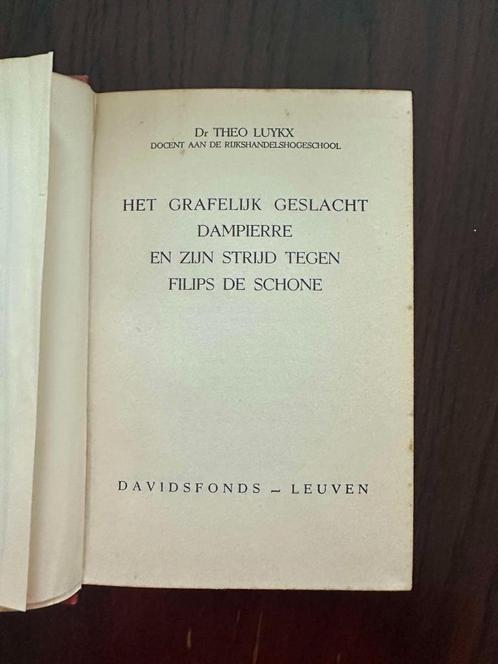 Dr THEO LUYKX
DOCENT AAN DE RIJKSHANDELSHOGESCHOOL
HET GRAFELIJK GESLACHT
DAMPIERRE
EN ZIJN STRIJD TEGEN
FILIPS DE SCHONE
DAVIDSFONDS – LEUVEN